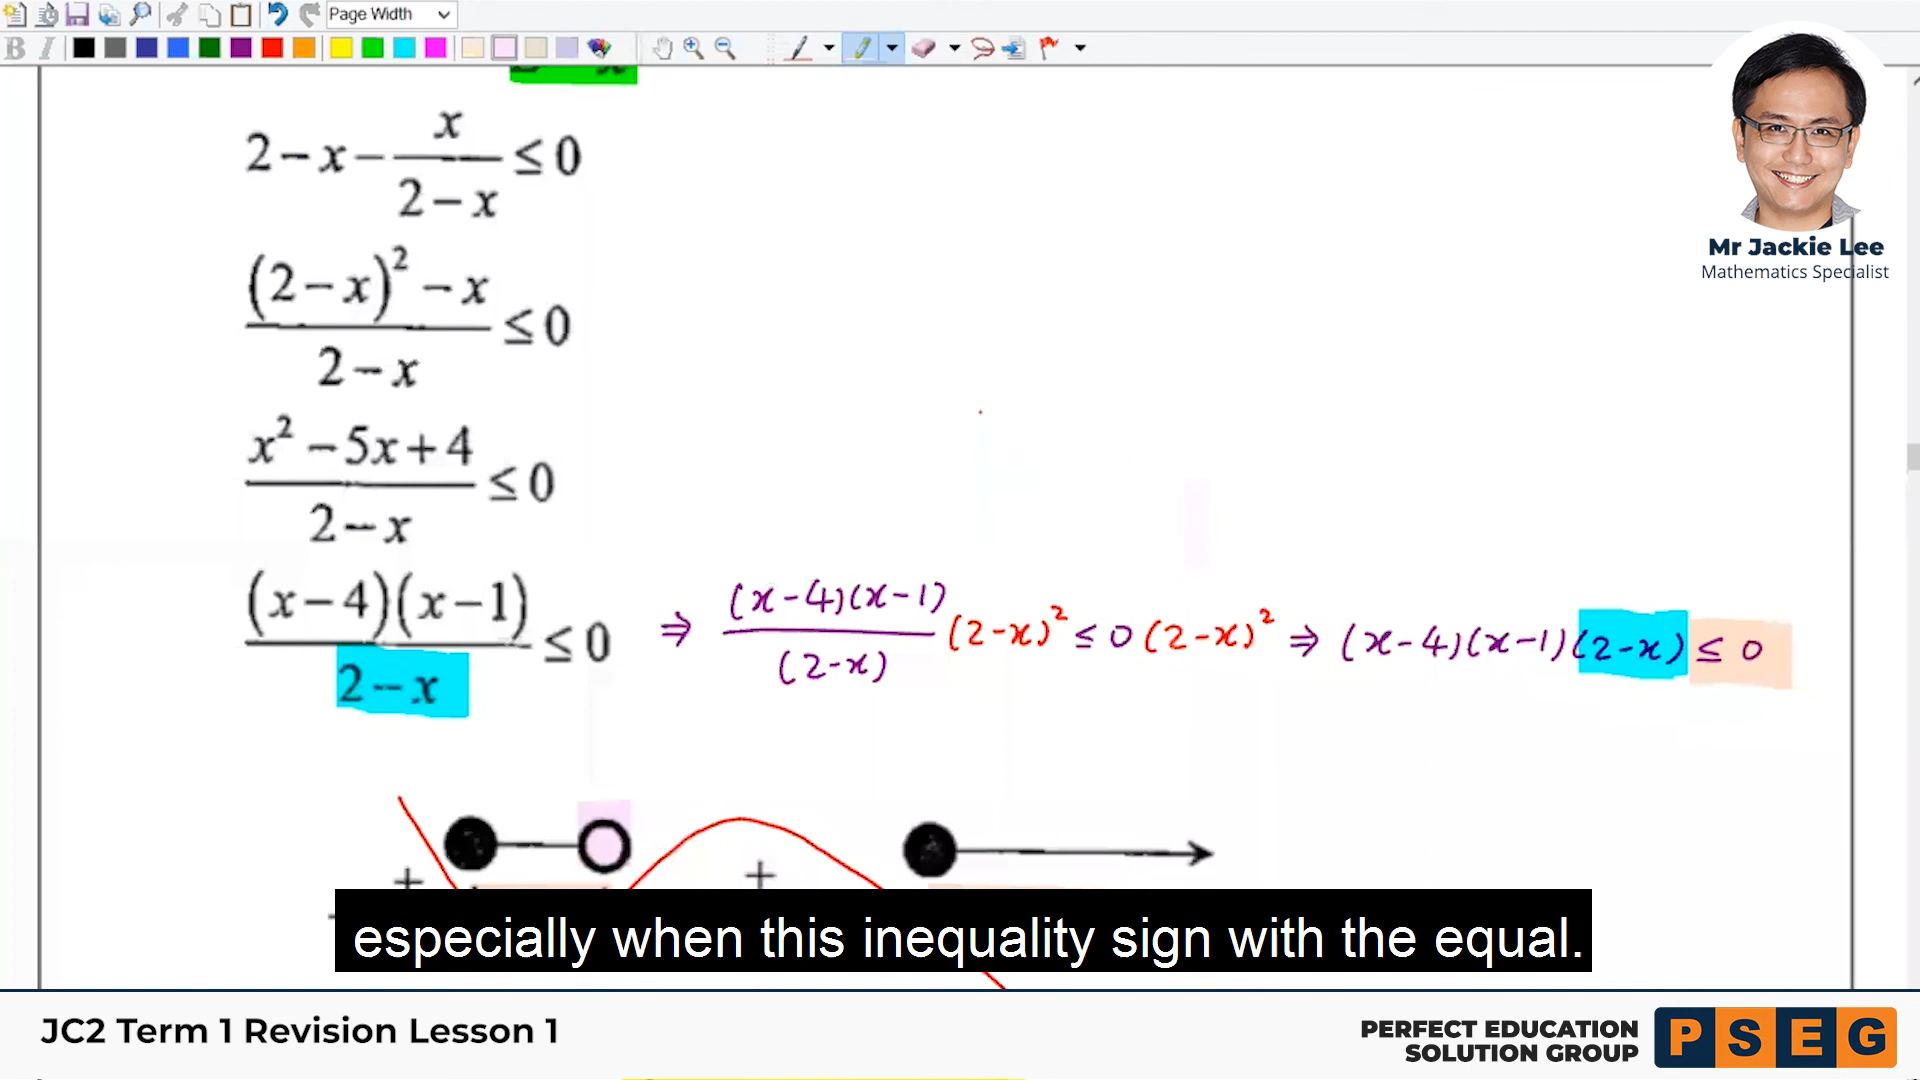 Page Width
B I
Mr Jackie Lee
Mathematics Specialist
2 − x − x/(2 − x) ≤ 0
((2 − x)² − x)/(2 − x) ≤ 0
(x² − 5x + 4)/(2 − x) ≤ 0
(x − 4)(x − 1)/(2 − x) ≤ 0 ⇒ (x − 4)(x − 1)/(2 − x) (2 − x)² ≤ 0 (2 − x)² ⇒ (x − 4)(x − 1)(2 − x) ≤ 0
+ +
especially when this inequality sign with the equal.
JC2 Term 1 Revision Lesson 1
PERFECT EDUCATION
SOLUTION GROUP
PSEG